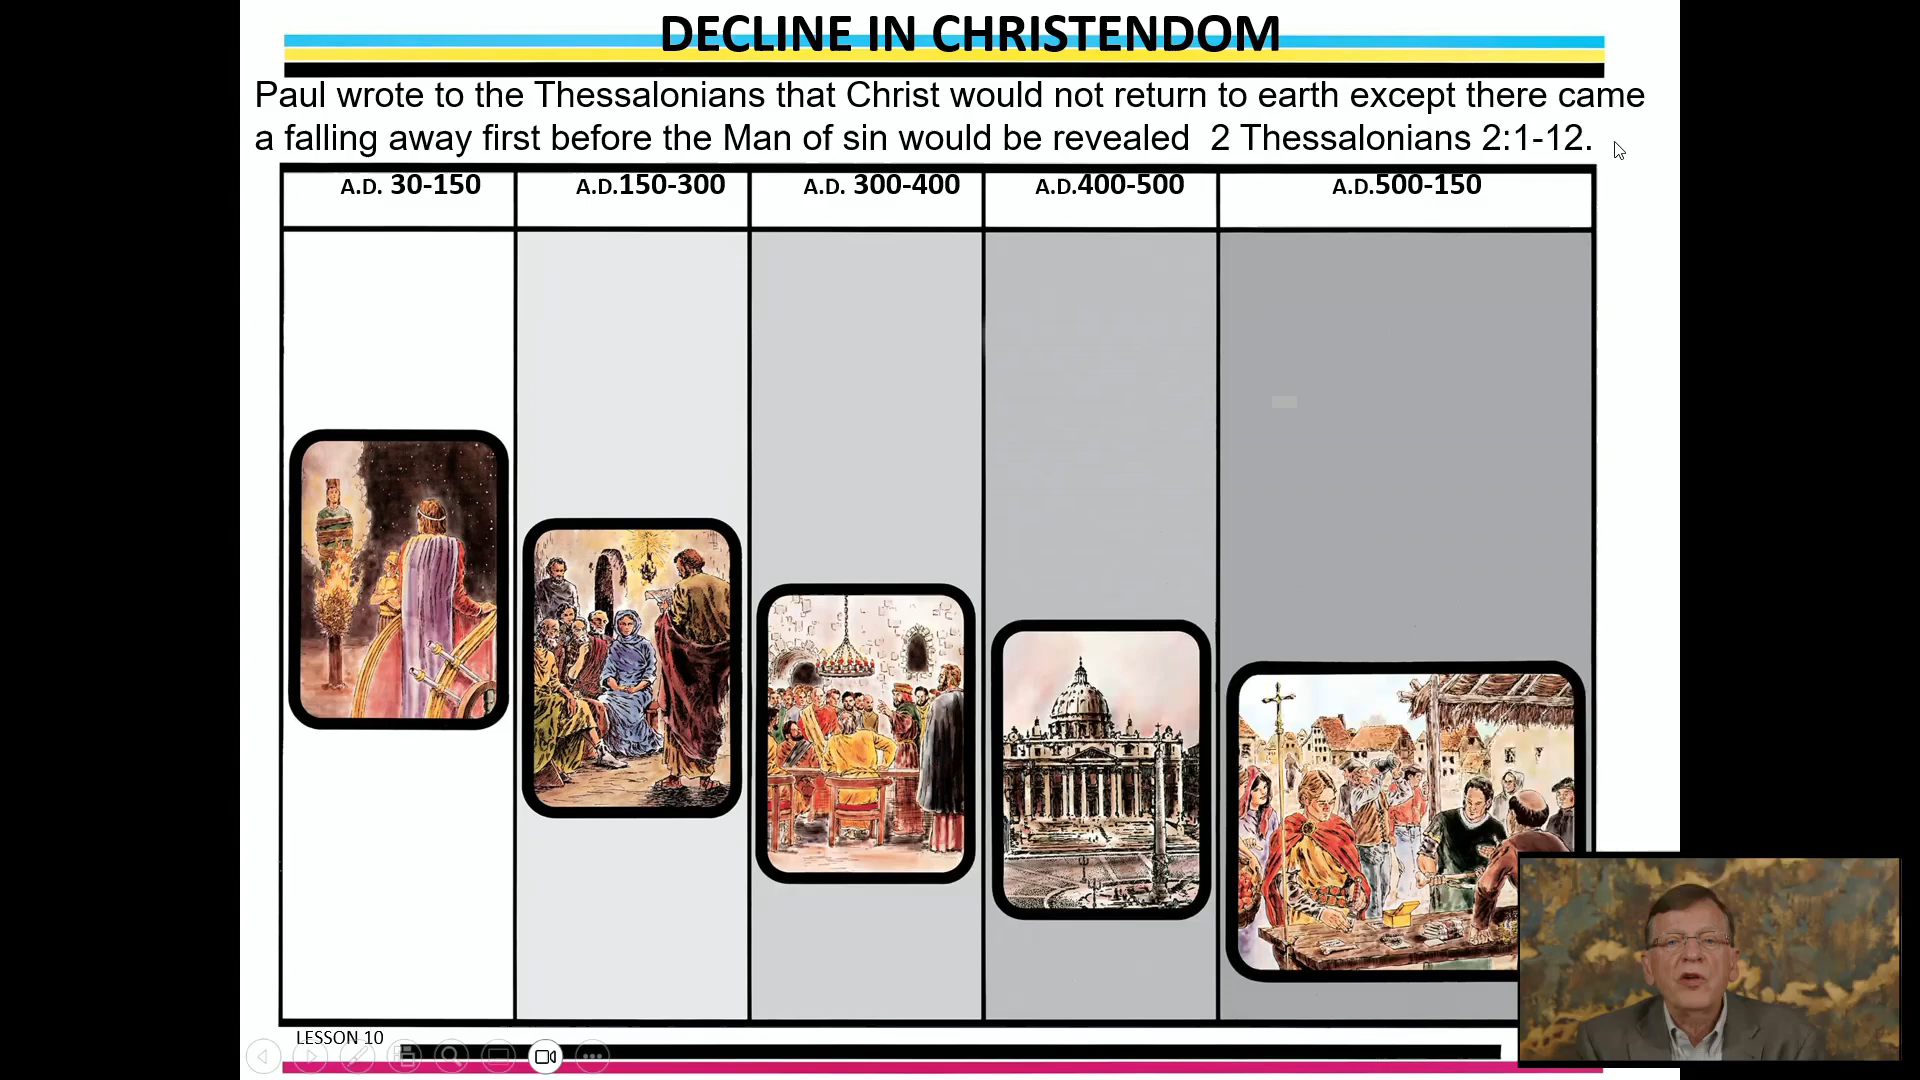 DECLINE IN CHRISTENDOM
Paul wrote to the Thessalonians that Christ would not return to earth except there came
a falling away first before the Man of sin would be revealed  2 Thessalonians 2:1-12.
A.D. 30-150
A.D.150-300
A.D. 300-400
A.D.400-500
A.D.500-150
LESSON 10